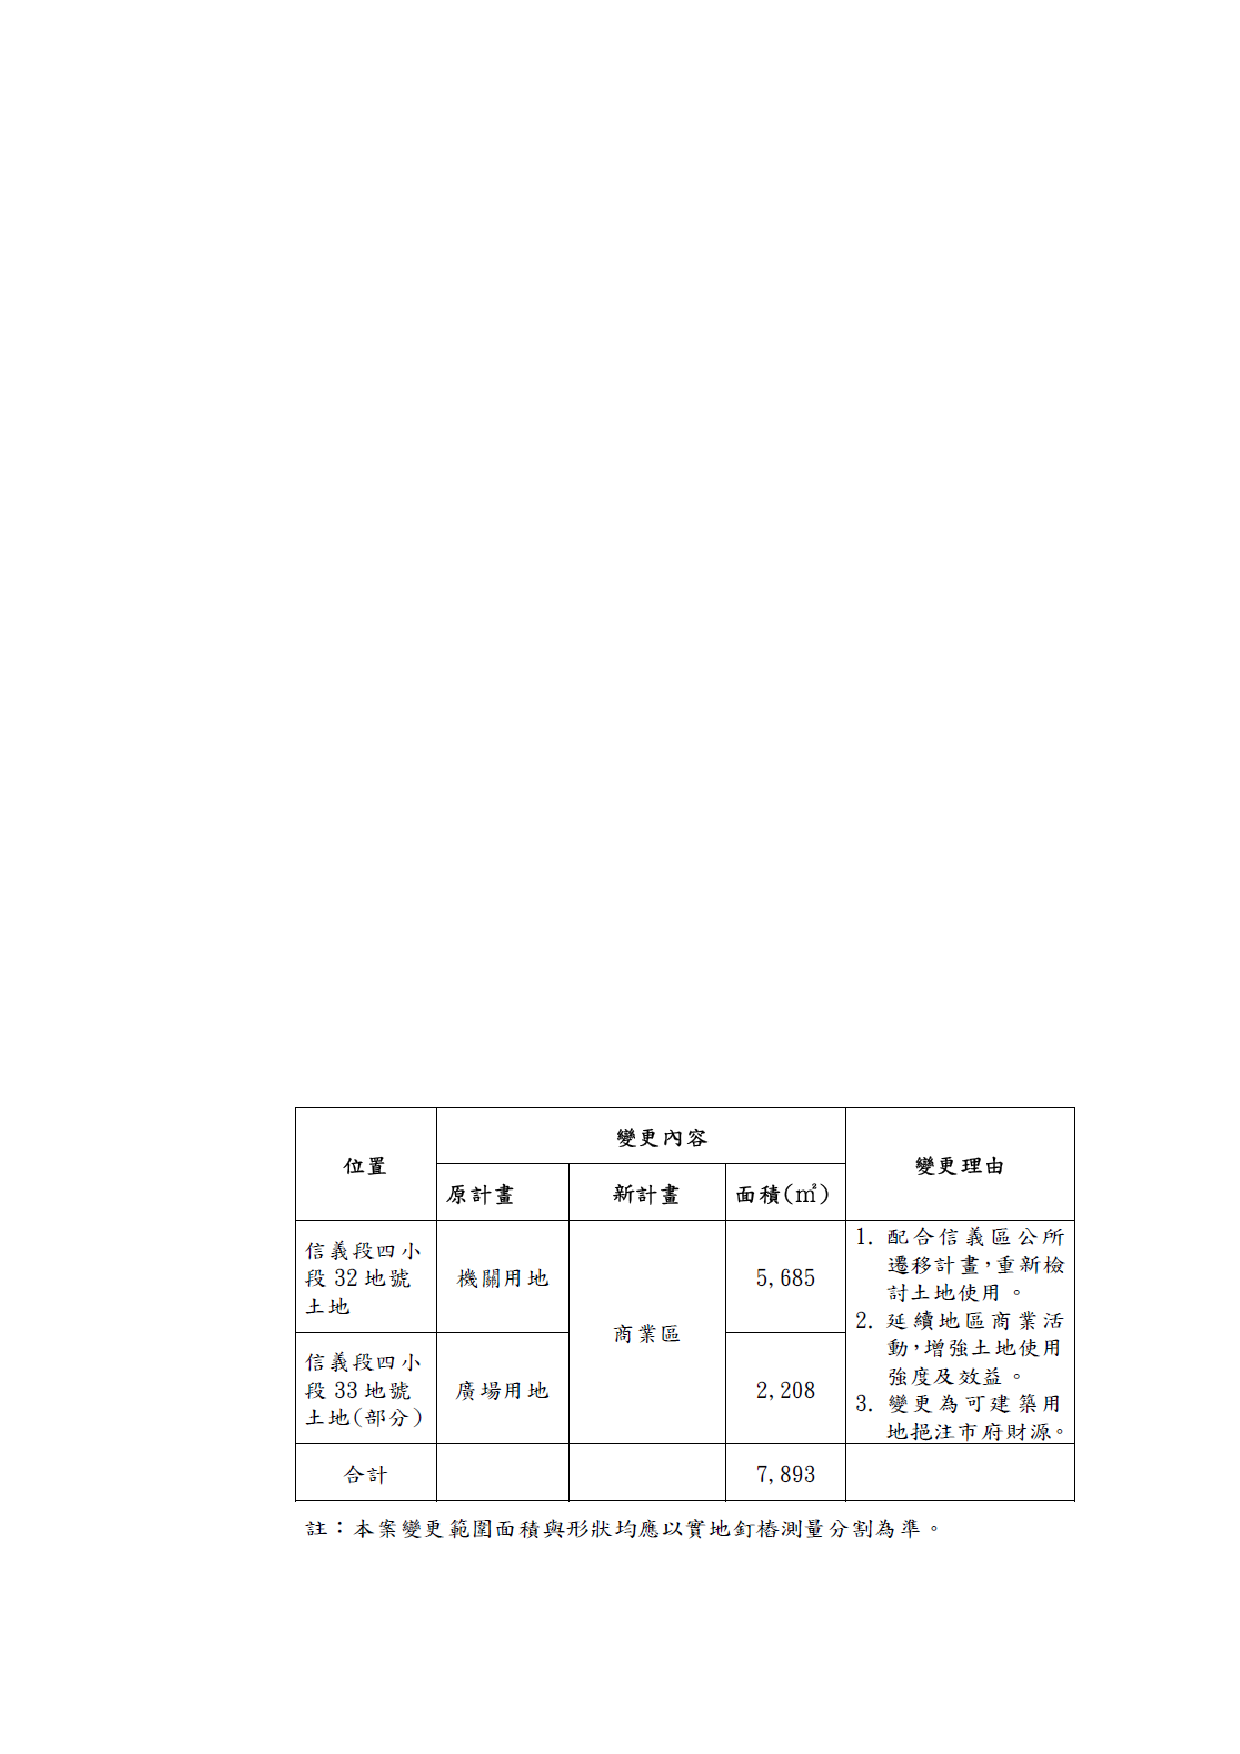 位置
變更內容
變更理由
原計畫
新計畫
面積(㎡)
信義段四小
段 32 地號
土地
機關用地
商業區
5,685
1. 配合信義區公所
遷移計畫，重新檢
討土地使用。
2. 延續地區商業活
動，增強土地使用
強度及效益。
3. 變更為可建築用
地挹注市府財源。
信義段四小
段 33 地號
土地(部分)
廣場用地
2,208
合計
7,893
註：本案變更範圍面積與形狀均應以實地釘樁測量分割為準。